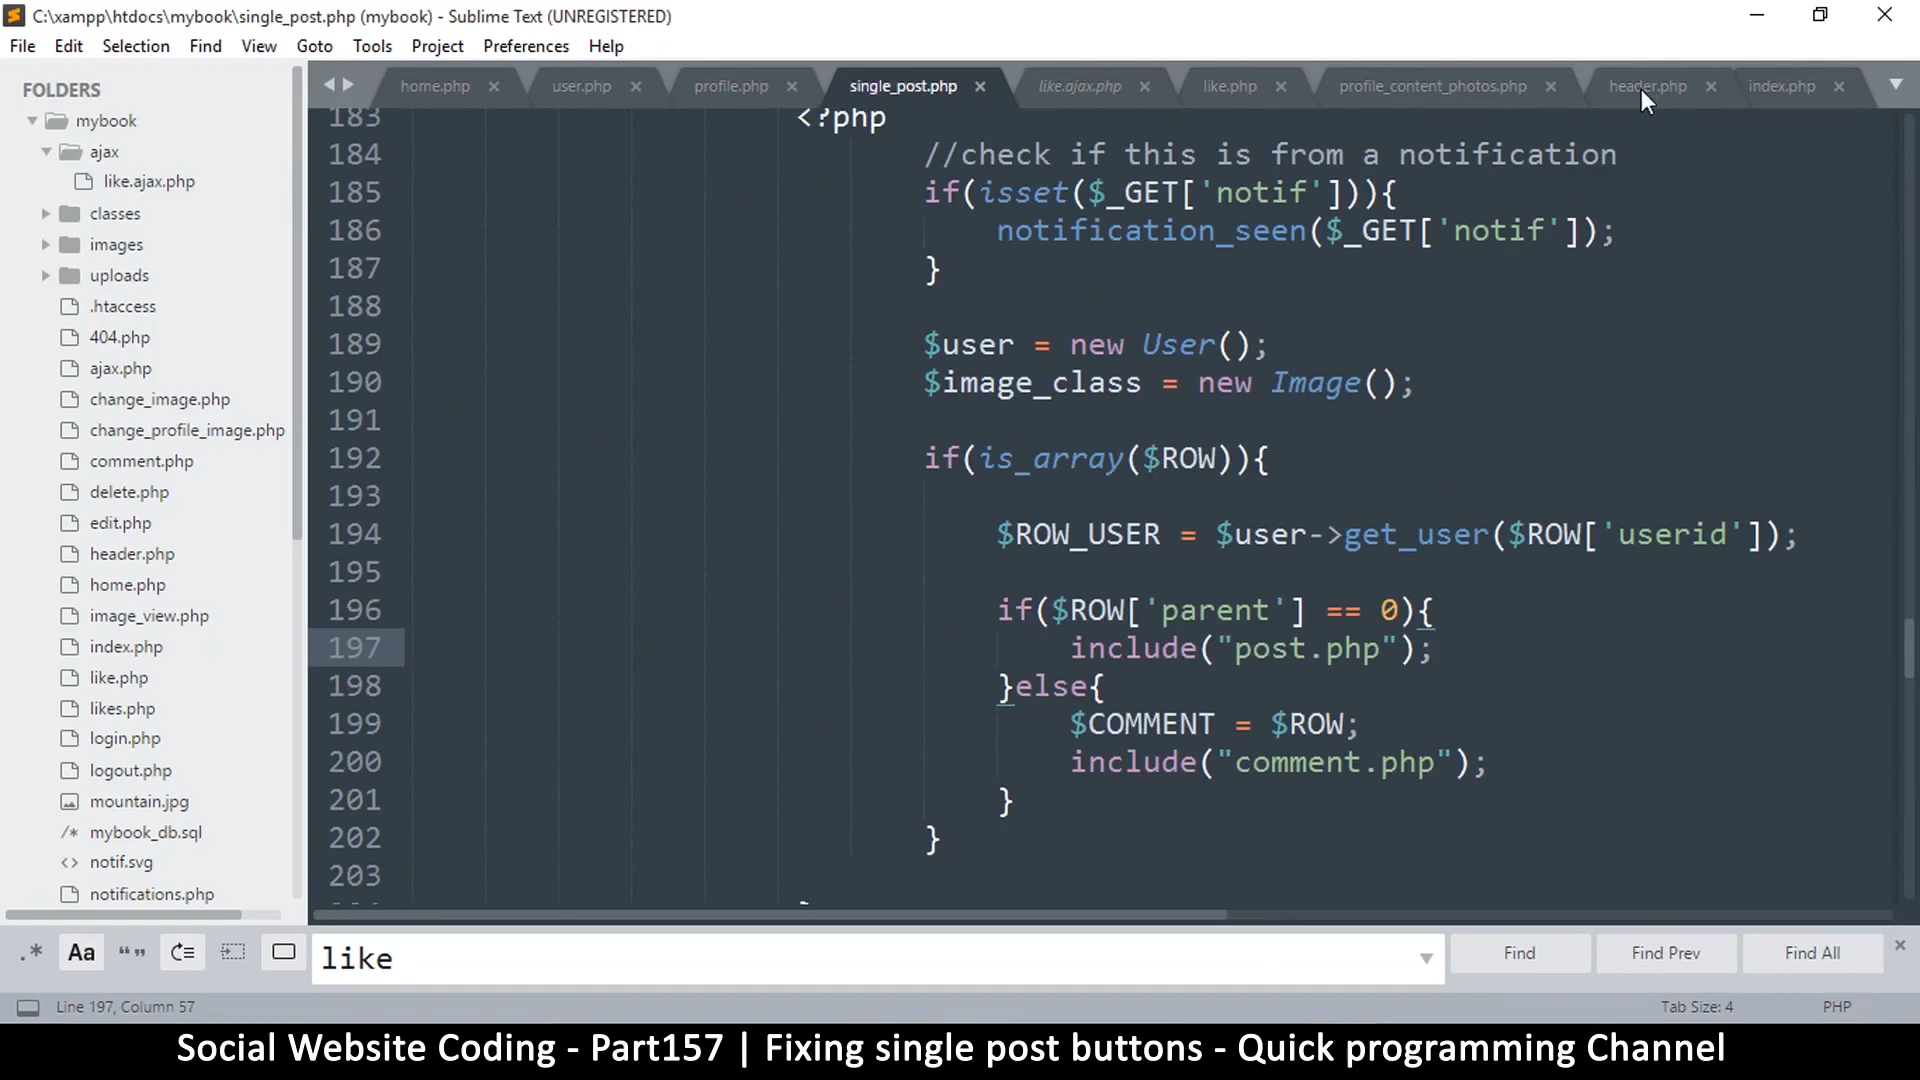 C:\xampp\htdocs\mybook\single_post.php (mybook) - Sublime Text (UNREGISTERED)
File Edit Selection Find View Goto Tools Project Preferences Help
FOLDERS
mybook
ajax
like.ajax.php
classes
images
uploads
.htaccess
404.php
ajax.php
change_image.php
change_profile_image.php
comment.php
delete.php
edit.php
header.php
home.php
image_view.php
index.php
like.php
likes.php
login.php
logout.php
mountain.jpg
/* mybook_db.sql
<> notif.svg
notifications.php
home.php user.php profile.php single_post.php like.ajax.php like.php profile_content_photos.php header.php index.php
183 <?php
184 //check if this is from a notification
185 if(isset($_GET['notif'])){
186 notification_seen($_GET['notif']);
187 }
188
189 $user = new User();
190 $image_class = new Image();
191
192 if(is_array($ROW)){
193
194 $ROW_USER = $user->get_user($ROW['userid']);
195
196 if($ROW['parent'] == 0){
197 include("post.php");
198 }else{
199 $COMMENT = $ROW;
200 include("comment.php");
201 }
202 }
203
.* Aa “” like Find Find Prev Find All
Line 197, Column 57 Tab Size: 4 PHP
Social Website Coding - Part157 | Fixing single post buttons - Quick programming Channel